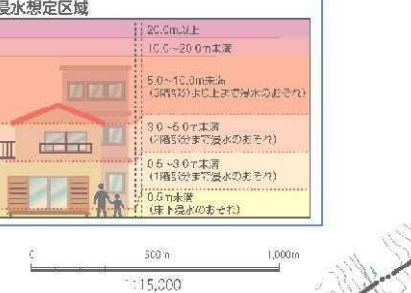 浸水想定区域
20.0m以上
10.0～20.0m未満
5.0～10.0m未満
(3階部分より上まで浸水のおそれ)
3.0～5.0m未満
(2階部分まで浸水のおそれ)
0.5～3.0m未満
(1階部分まで浸水のおそれ)
0.5m未満
(床下浸水のおそれ)
0 500m 1,000m
1:15,000